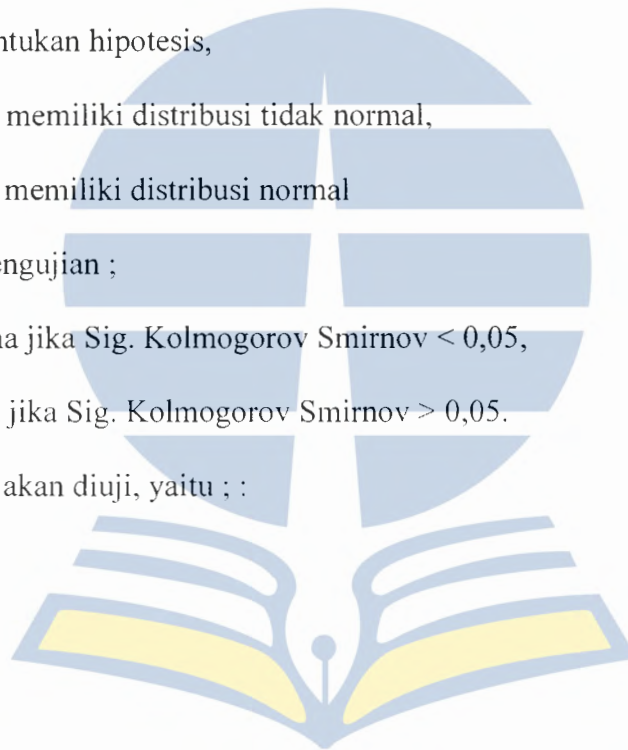 ntukan hipotesis,
memiliki distribusi tidak normal,
memiliki distribusi normal
engujian ;
na jika Sig. Kolmogorov Smirnov < 0,05,
jika Sig. Kolmogorov Smirnov > 0,05.
akan diuji, yaitu ; :